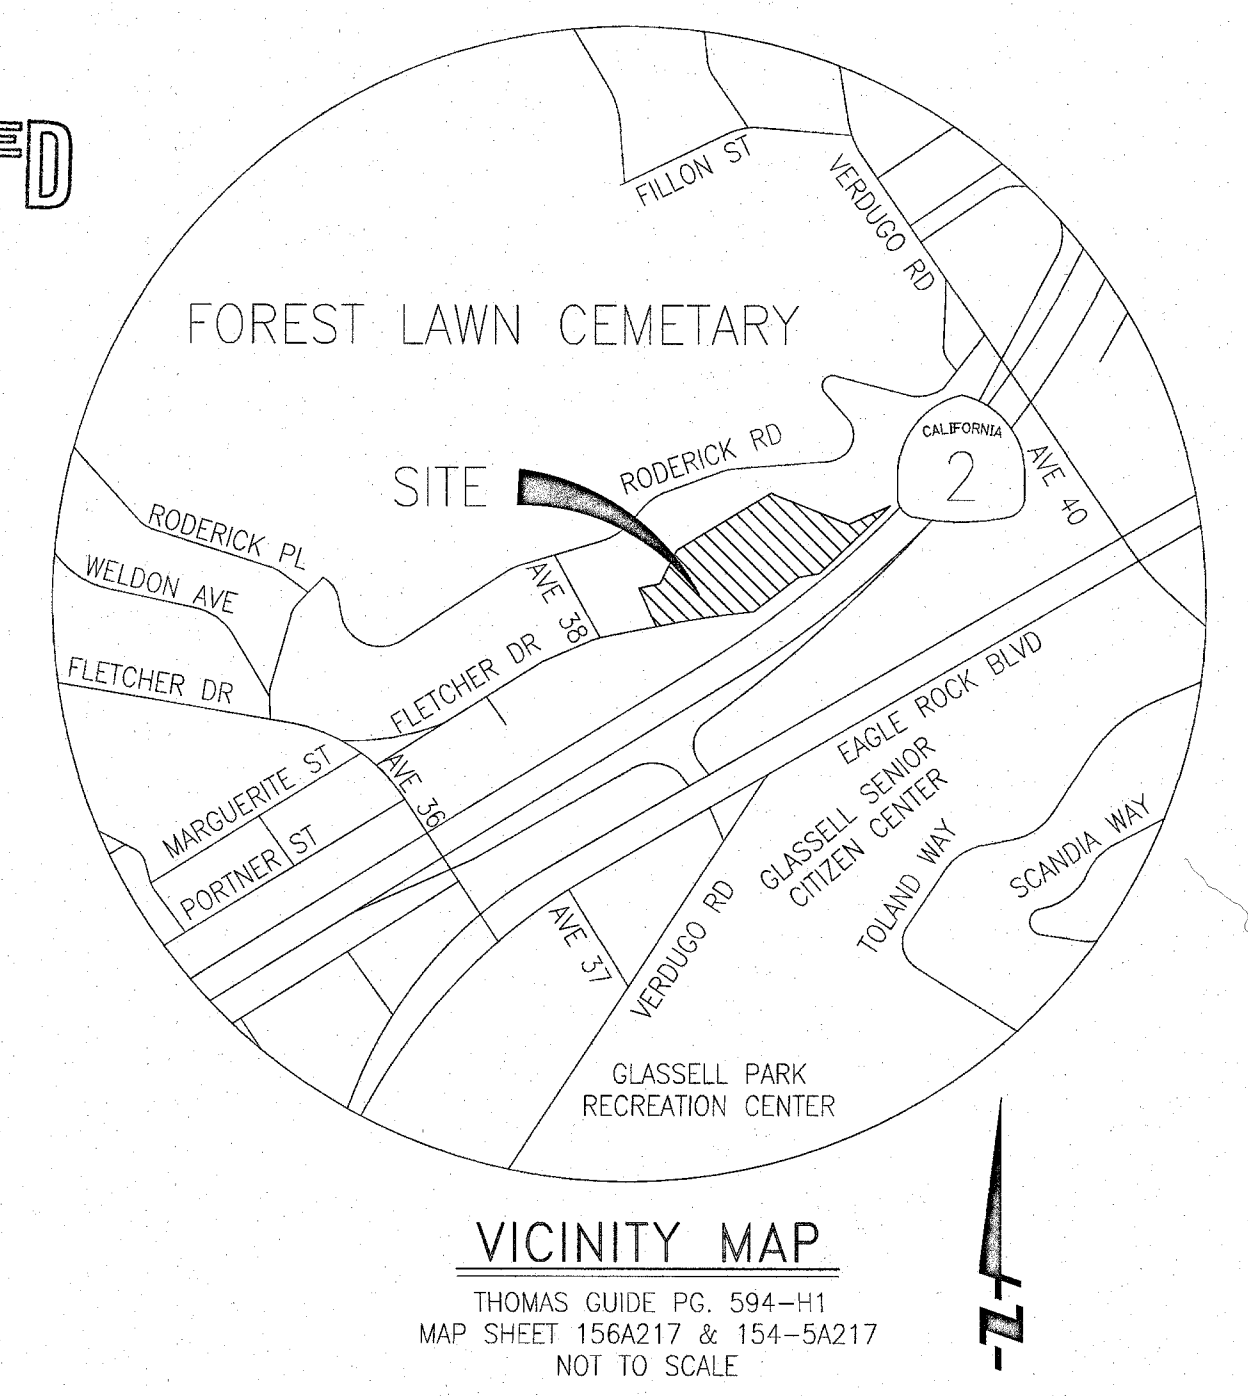 ED
FILLON ST
VERDUGO RD
FOREST LAWN CEMETARY
CALIFORNIA
2
RODERICK RD
SITE
AVE 40
RODERICK PL
WELDON AVE
AVE 38
FLETCHER DR
FLETCHER DR
EAGLE ROCK BLVD
GLASSELL SENIOR
CITIZEN CENTER
MARGUERITE ST
AVE 36
PORTNER ST
TOLAND WAY
SCANDIA WAY
AVE 37
VERDUGO RD
GLASSELL PARK
RECREATION CENTER
VICINITY MAP
THOMAS GUIDE PG. 594-H1
MAP SHEET 156A217 & 154-5A217
NOT TO SCALE
N